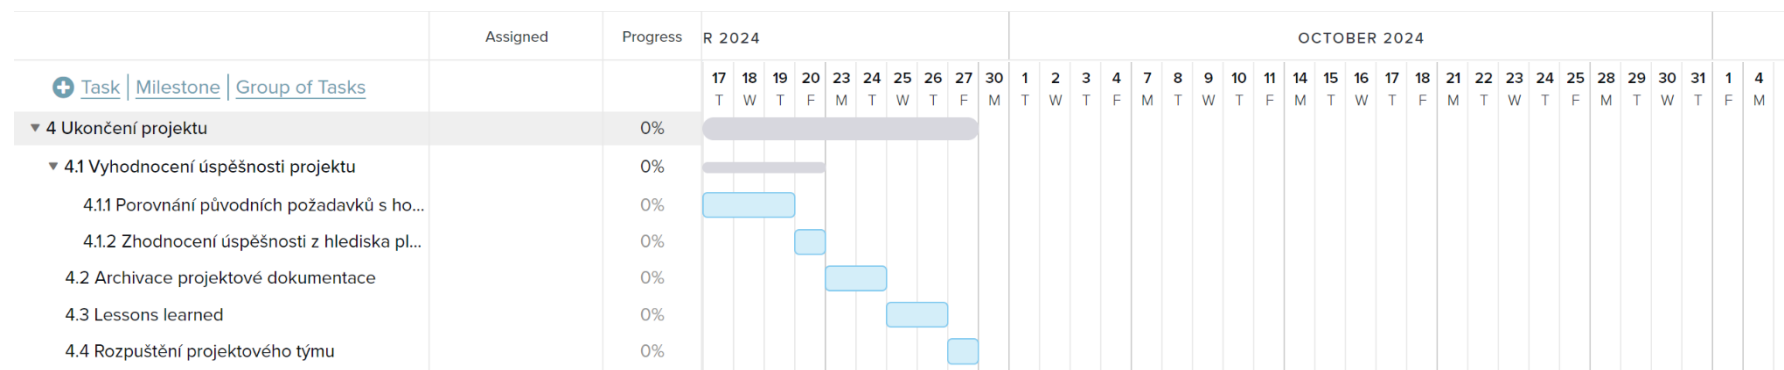 Assigned Progress R 2024 OCTOBER 2024
Task | Milestone | Group of Tasks 17 18 19 20 23 24 25 26 27 30 1 2 3 4 7 8 9 10 11 14 15 16 17 18 21 22 23 24 25 28 29 30 31 1 4
T W T F M T W T F M T W T F M T W T F M T W T F M T W T F M T W T F M
4 Ukončení projektu 0%
4.1 Vyhodnocení úspěšnosti projektu 0%
4.1.1 Porovnání původních požadavků s ho... 0%
4.1.2 Zhodnocení úspěšnosti z hlediska pl... 0%
4.2 Archivace projektové dokumentace 0%
4.3 Lessons learned 0%
4.4 Rozpuštění projektového týmu 0%